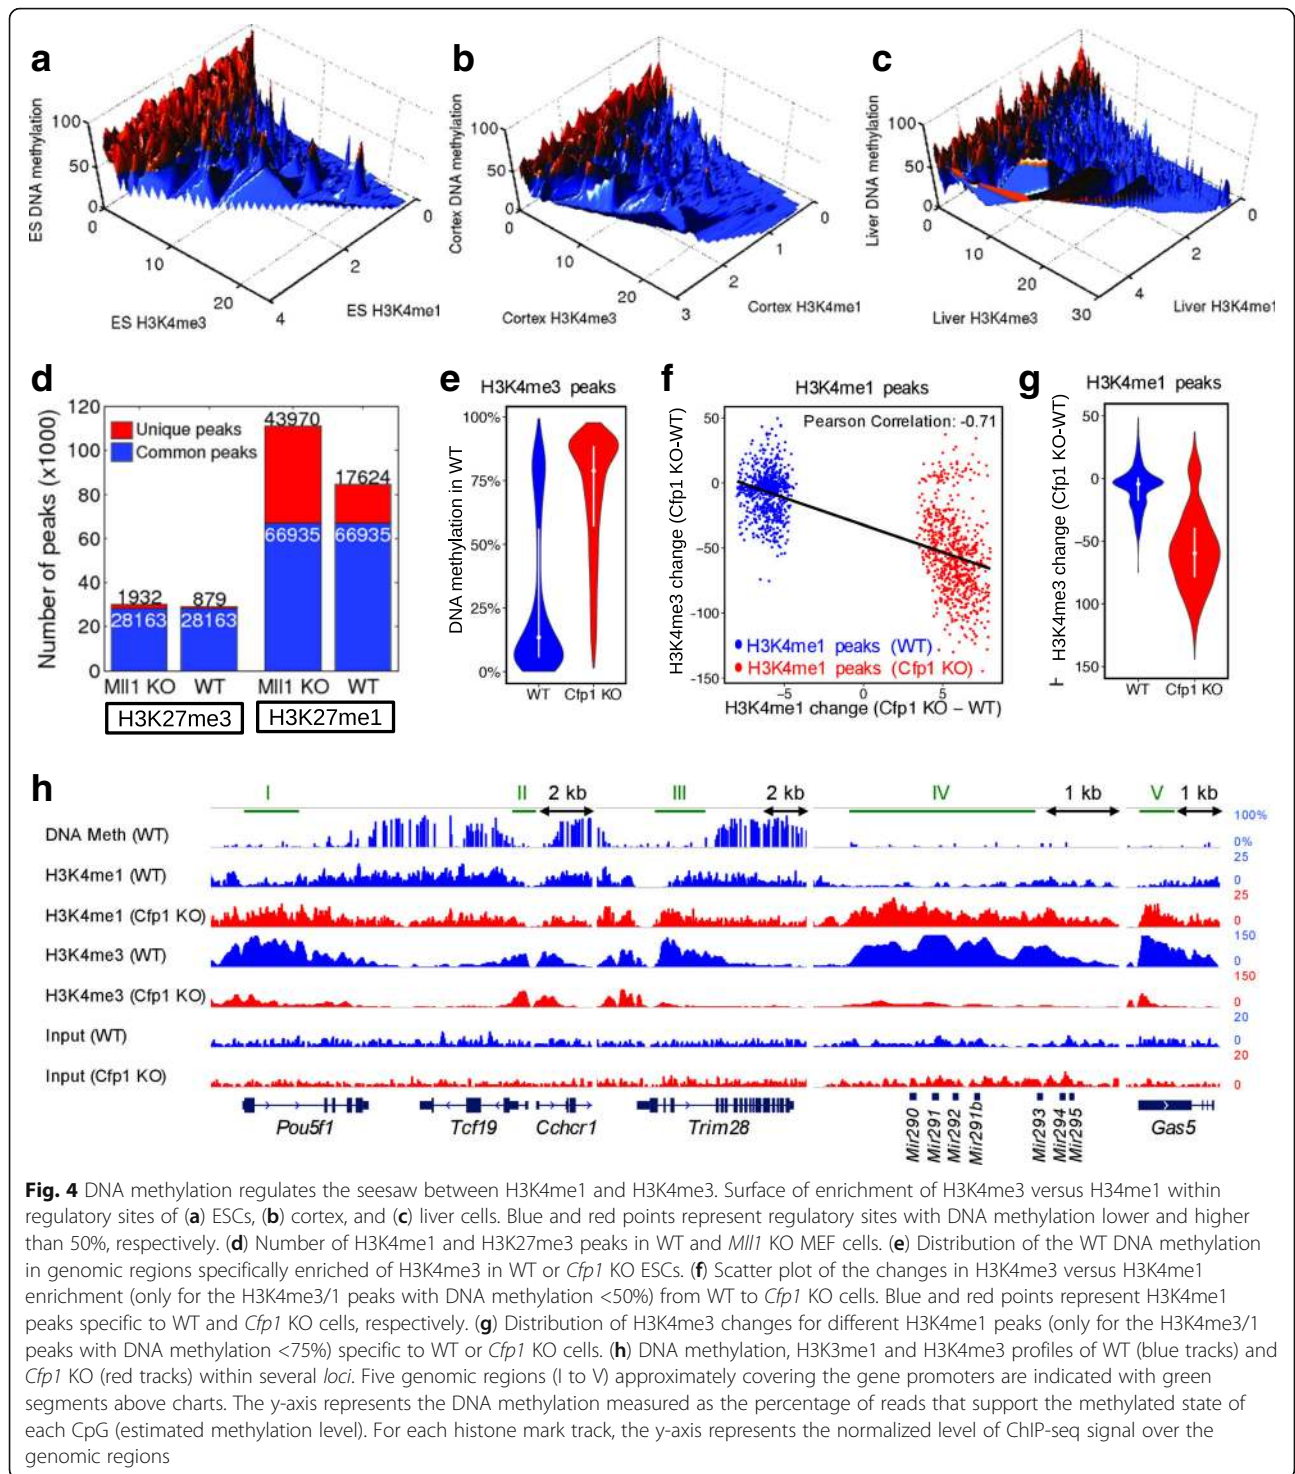 a
b
c
100
50
0
ES DNA methylation
0
10
20
4
2
0
ES H3K4me3
ES H3K4me1
100
50
0
Cortex DNA methylation
0
10
20
3
2
1
0
Cortex H3K4me3
Cortex H3K4me1
100
50
0
Liver DNA methylation
0
10
20
30
4
2
0
Liver H3K4me3
Liver H3K4me1
d
e
f
g
Number of peaks (x1000)
120
100
80
60
40
20
0
Unique peaks
Common peaks
43970
17624
66935
66935
1932
879
28163
28163
Mll1 KO WT Mll1 KO WT
H3K27me3 H3K27me1
H3K4me3 peaks
DNA methylation in WT
100%
75%
50%
25%
0%
WT Cfp1 KO
H3K4me1 peaks
Pearson Correlation: -0.71
H3K4me3 change (Cfp1 KO-WT)
50
0
-50
-100
-150
H3K4me1 peaks (WT)
H3K4me1 peaks (Cfp1 KO)
-5 0 5
H3K4me1 change (Cfp1 KO – WT)
H3K4me1 peaks
H3K4me3 change (Cfp1 KO-WT)
50
0
-50
100
150
WT Cfp1 KO
h
I II 2 kb III 2 kb IV 1 kb V 1 kb
DNA Meth (WT) 100%
0%
H3K4me1 (WT) 25
0
H3K4me1 (Cfp1 KO) 25
0
H3K4me3 (WT) 150
0
H3K4me3 (Cfp1 KO) 150
0
Input (WT) 20
0
Input (Cfp1 KO) 20
0
Pou5f1 Tcf19 Cchcr1 Trim28 Mir290 Mir291 Mir292 Mir291b Mir293 Mir294 Mir295 Gas5
Fig. 4 DNA methylation regulates the seesaw between H3K4me1 and H3K4me3. Surface of enrichment of H3K4me3 versus H34me1 within
regulatory sites of (a) ESCs, (b) cortex, and (c) liver cells. Blue and red points represent regulatory sites with DNA methylation lower and higher
than 50%, respectively. (d) Number of H3K4me1 and H3K27me3 peaks in WT and Mll1 KO MEF cells. (e) Distribution of the WT DNA methylation
in genomic regions specifically enriched of H3K4me3 in WT or Cfp1 KO ESCs. (f) Scatter plot of the changes in H3K4me3 versus H3K4me1
enrichment (only for the H3K4me3/1 peaks with DNA methylation <50%) from WT to Cfp1 KO cells. Blue and red points represent H3K4me1
peaks specific to WT and Cfp1 KO cells, respectively. (g) Distribution of H3K4me3 changes for different H3K4me1 peaks (only for the H3K4me3/1
peaks with DNA methylation <75%) specific to WT or Cfp1 KO cells. (h) DNA methylation, H3K3me1 and H3K4me3 profiles of WT (blue tracks) and
Cfp1 KO (red tracks) within several loci. Five genomic regions (I to V) approximately covering the gene promoters are indicated with green
segments above charts. The y-axis represents the DNA methylation measured as the percentage of reads that support the methylated state of
each CpG (estimated methylation level). For each histone mark track, the y-axis represents the normalized level of ChIP-seq signal over the
genomic regions